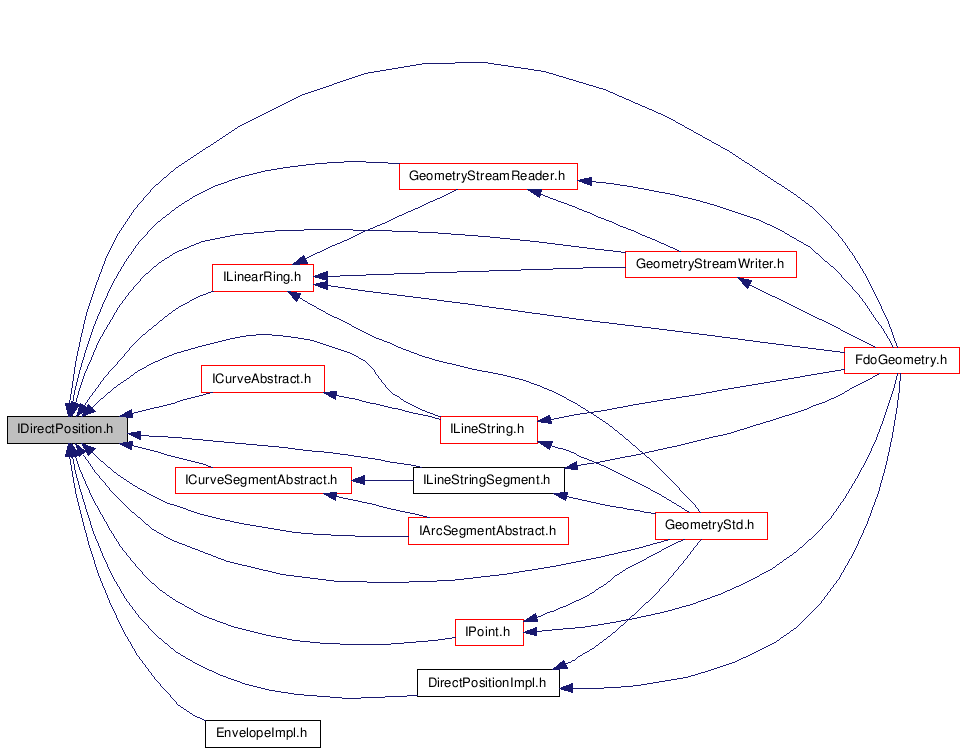 GeometryStreamReader.h
GeometryStreamWriter.h
ILinearRing.h
FdoGeometry.h
ICurveAbstract.h
IDirectPosition.h
ILineString.h
ICurveSegmentAbstract.h
ILineStringSegment.h
GeometryStd.h
IArcSegmentAbstract.h
IPoint.h
DirectPositionImpl.h
EnvelopeImpl.h